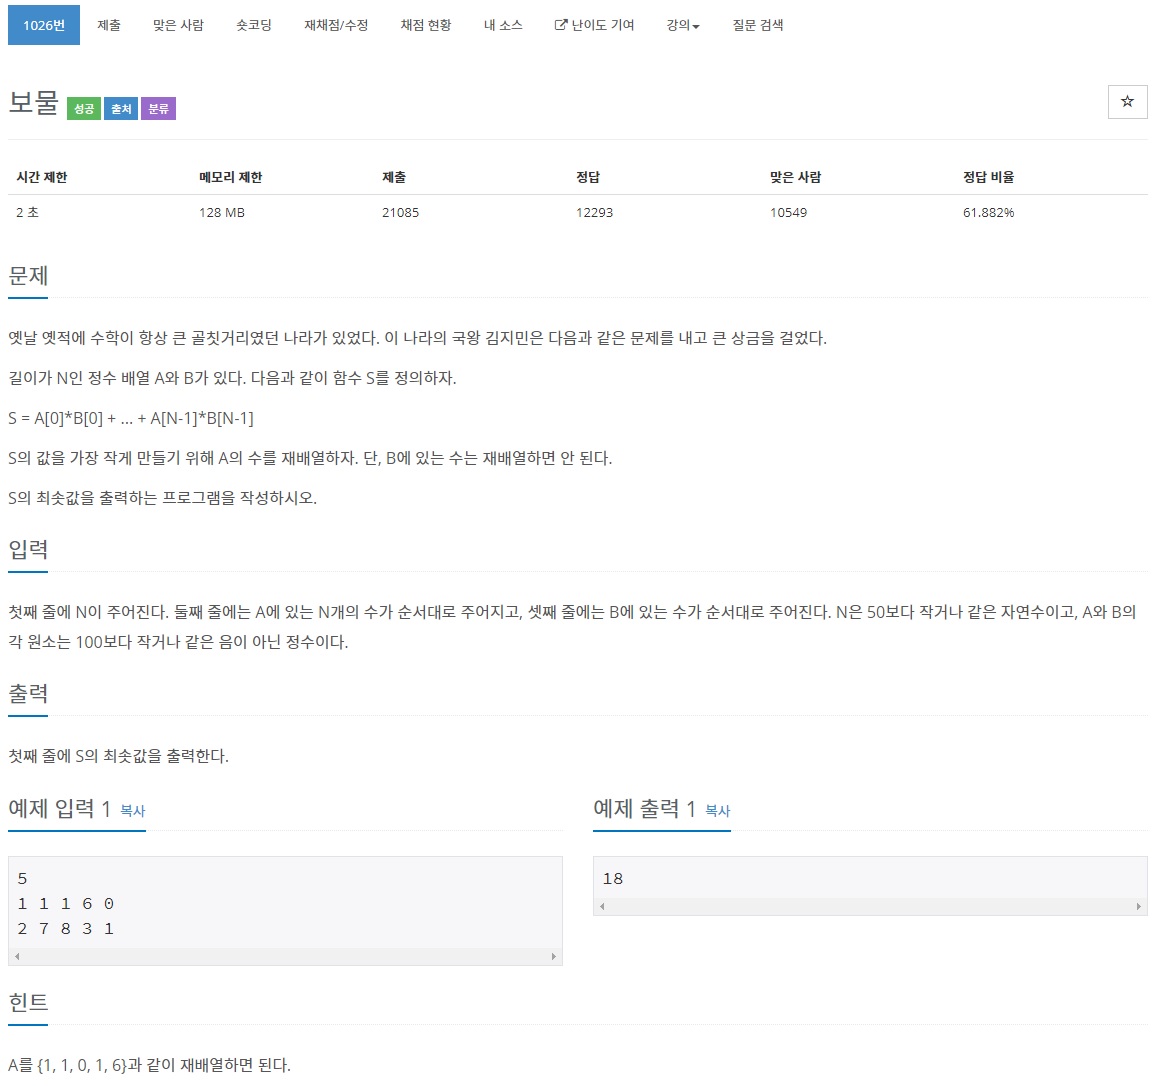 1026번 제출 맞은 사람 숏코딩 재채점/수정 채점 현황 내 소스 난이도 기여 강의 질문 검색
보물 성공 출처 분류
시간 제한 메모리 제한 제출 정답 맞은 사람 정답 비율
2 초 128 MB 21085 12293 10549 61.882%
문제
옛날 옛적에 수학이 항상 큰 골칫거리였던 나라가 있었다. 이 나라의 국왕 김지민은 다음과 같은 문제를 내고 큰 상금을 걸었다.
길이가 N인 정수 배열 A와 B가 있다. 다음과 같이 함수 S를 정의하자.
S = A[0]*B[0] + ... + A[N-1]*B[N-1]
S의 값을 가장 작게 만들기 위해 A의 수를 재배열하자. 단, B에 있는 수는 재배열하면 안 된다.
S의 최솟값을 출력하는 프로그램을 작성하시오.
입력
첫째 줄에 N이 주어진다. 둘째 줄에는 A에 있는 N개의 수가 순서대로 주어지고, 셋째 줄에는 B에 있는 수가 순서대로 주어진다. N은 50보다 작거나 같은 자연수이고, A와 B의
각 원소는 100보다 작거나 같은 음이 아닌 정수이다.
출력
첫째 줄에 S의 최솟값을 출력한다.
예제 입력 1 복사
5
1 1 1 6 0
2 7 8 3 1
예제 출력 1 복사
18
힌트
A를 {1, 1, 0, 1, 6}과 같이 재배열하면 된다.